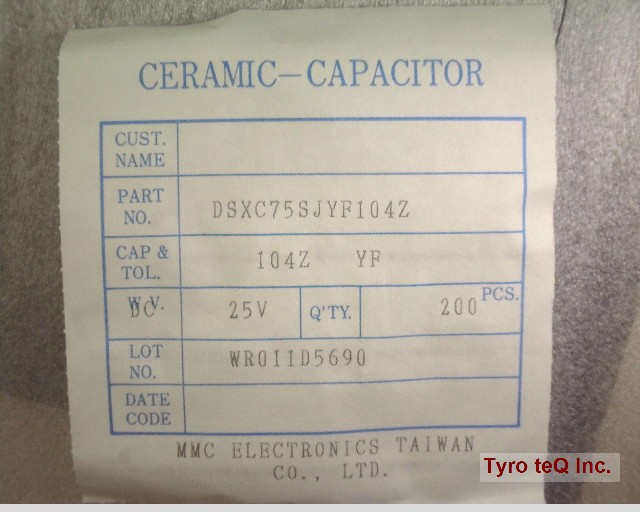 CERAMIC-CAPACITOR
CUST.
NAME
PART
NO.
DSXC75SJYF104Z
CAP &
TOL.
104Z YF
W.V.
DC
25V
Q'TY.
200 PCS.
LOT
NO.
WR011D5690
DATE
CODE
MMC ELECTRONICS TAIWAN
CO., LTD.
Tyro teQ Inc.